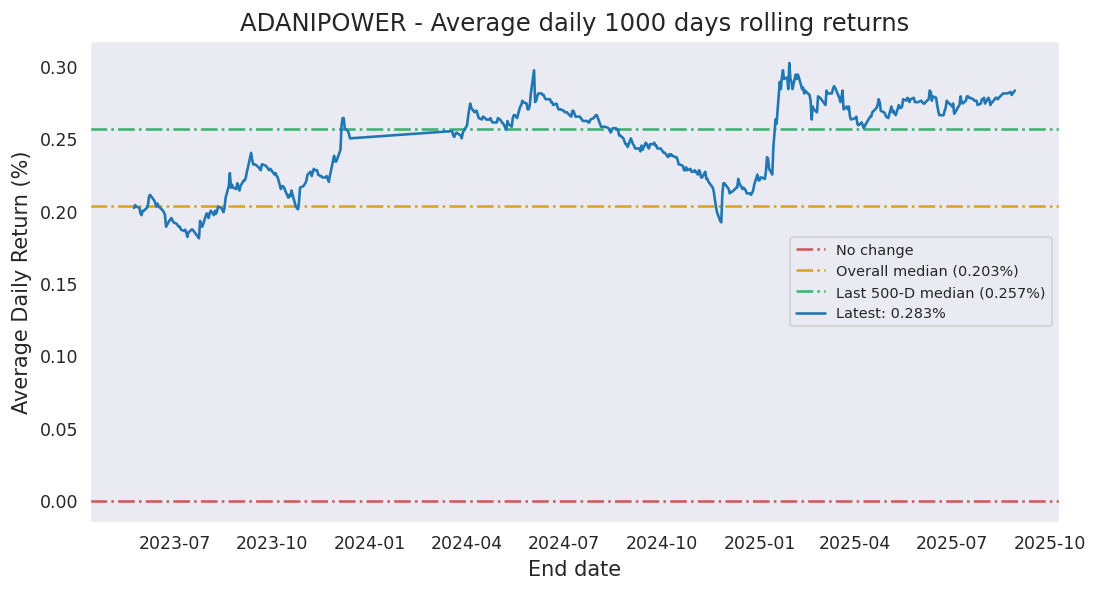 ADANIPOWER - Average daily 1000 days rolling returns
Average Daily Return (%)
0.30
0.25
0.20
0.15
0.10
0.05
0.00
No change
Overall median (0.203%)
Last 500-D median (0.257%)
Latest: 0.283%
2023-07 2023-10 2024-01 2024-04 2024-07 2024-10 2025-01 2025-04 2025-07 2025-10
End date